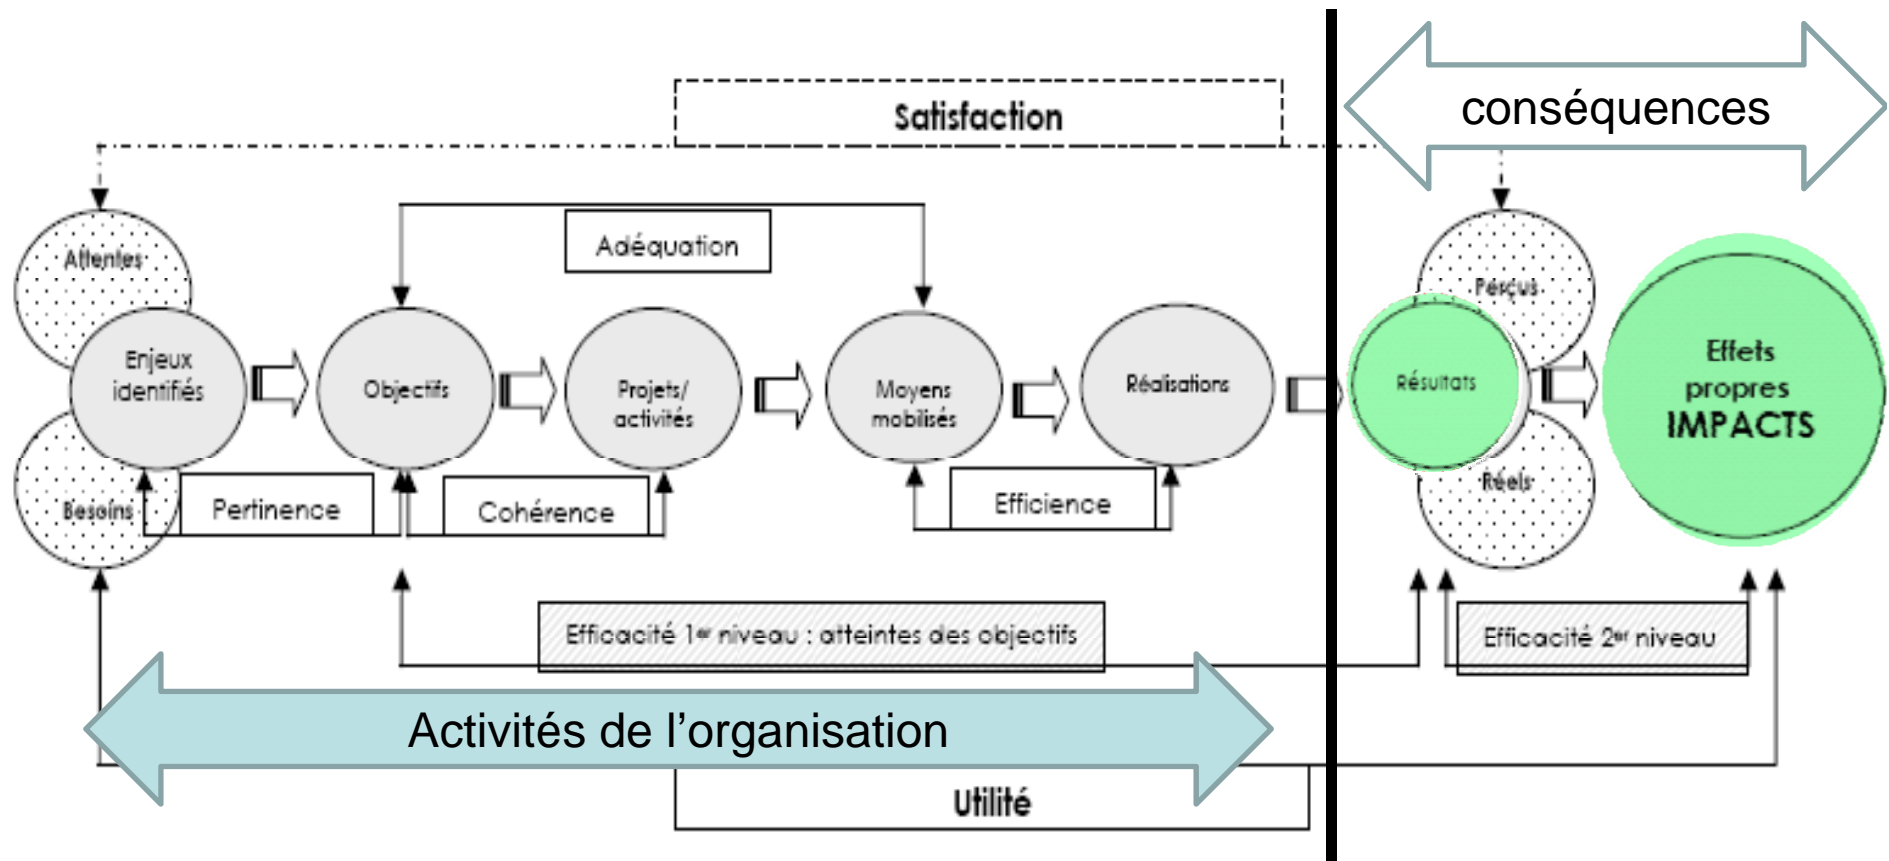 conséquences
Satisfaction
Adéquation
Attentes
Perçus
Enjeux
identifiés
Objectifs
Projets/
activités
Moyens
mobilisés
Réalisations
Résultats
Effets
propres
IMPACTS
Besoins
Pertinence
Cohérence
Efficience
Réels
Efficacité 1er niveau : atteintes des objectifs
Efficacité 2er niveau
Activités de l’organisation
Utilité